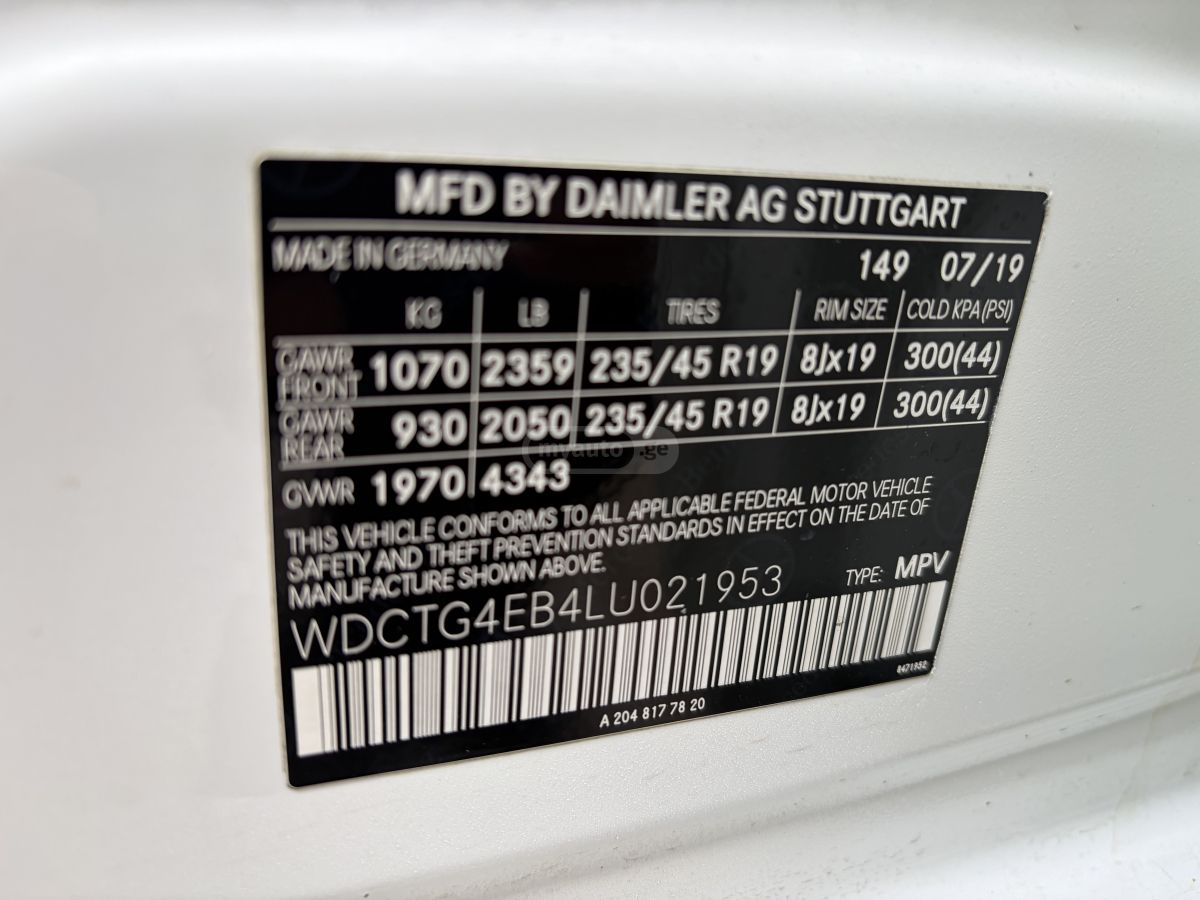 MFD BY DAIMLER AG STUTTGART
MADE IN GERMANY 149 07/19
KG LB TIRES RIM SIZE COLD KPA (PSI)
GAWR FRONT 1070 2359 235/45 R19 8Jx19 300(44)
GAWR REAR 930 2050 235/45 R19 8Jx19 300(44)
myauto.ge
GVWR 1970 4343
THIS VEHICLE CONFORMS TO ALL APPLICABLE FEDERAL MOTOR VEHICLE
SAFETY AND THEFT PREVENTION STANDARDS IN EFFECT ON THE DATE OF
MANUFACTURE SHOWN ABOVE.
WDCTG4EB4LU021953 TYPE: MPV
A 204 817 78 20
8471952